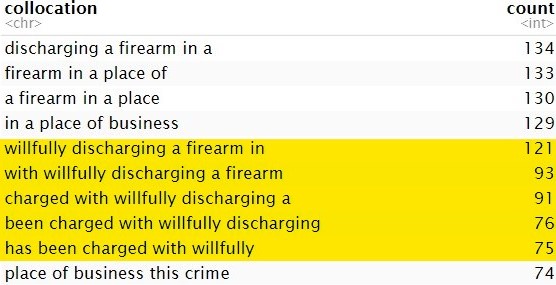 collocation count
<chr> <int>
discharging a firearm in a 134
firearm in a place of 133
a firearm in a place 130
in a place of business 129
willfully discharging a firearm in 121
with willfully discharging a firearm 93
charged with willfully discharging a 91
been charged with willfully discharging 76
has been charged with willfully 75
place of business this crime 74